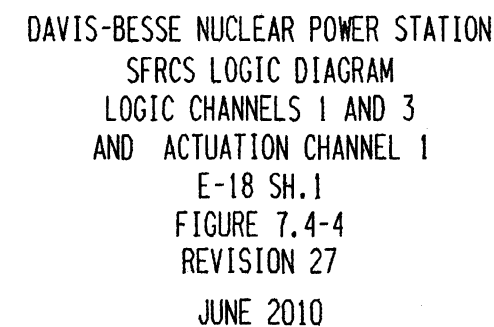 DAVIS-BESSE NUCLEAR POWER STATION
SFRCS LOGIC DIAGRAM
LOGIC CHANNELS 1 AND 3
AND ACTUATION CHANNEL 1
E-18 SH.1
FIGURE 7.4-4
REVISION 27
JUNE 2010